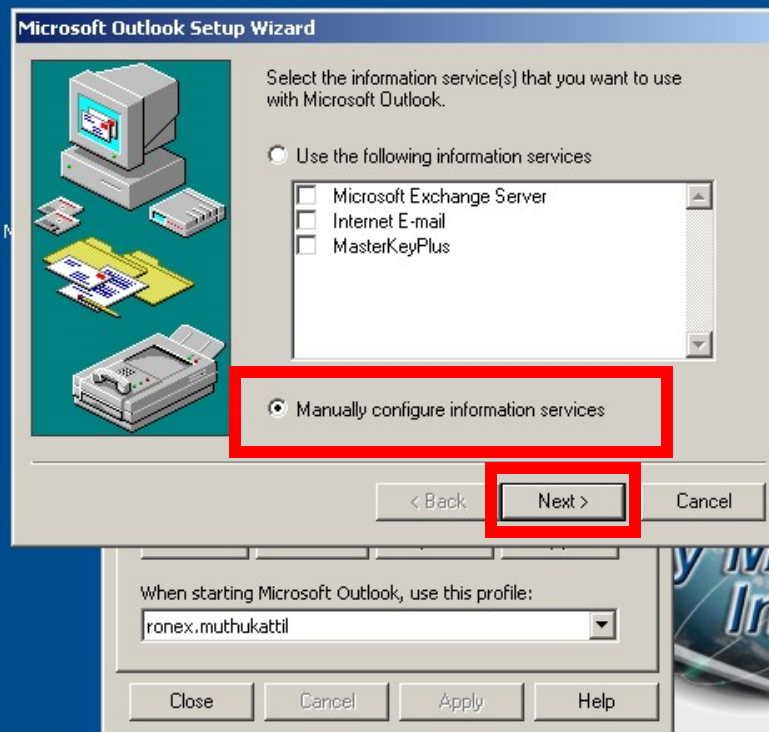 Microsoft Outlook Setup Wizard
Select the information service(s) that you want to use
with Microsoft Outlook.
Use the following information services
Microsoft Exchange Server
Internet E-mail
MasterKeyPlus
Manually configure information services
< Back
Next >
Cancel
When starting Microsoft Outlook, use this profile:
ronex.muthukattil
Close
Cancel
Apply
Help